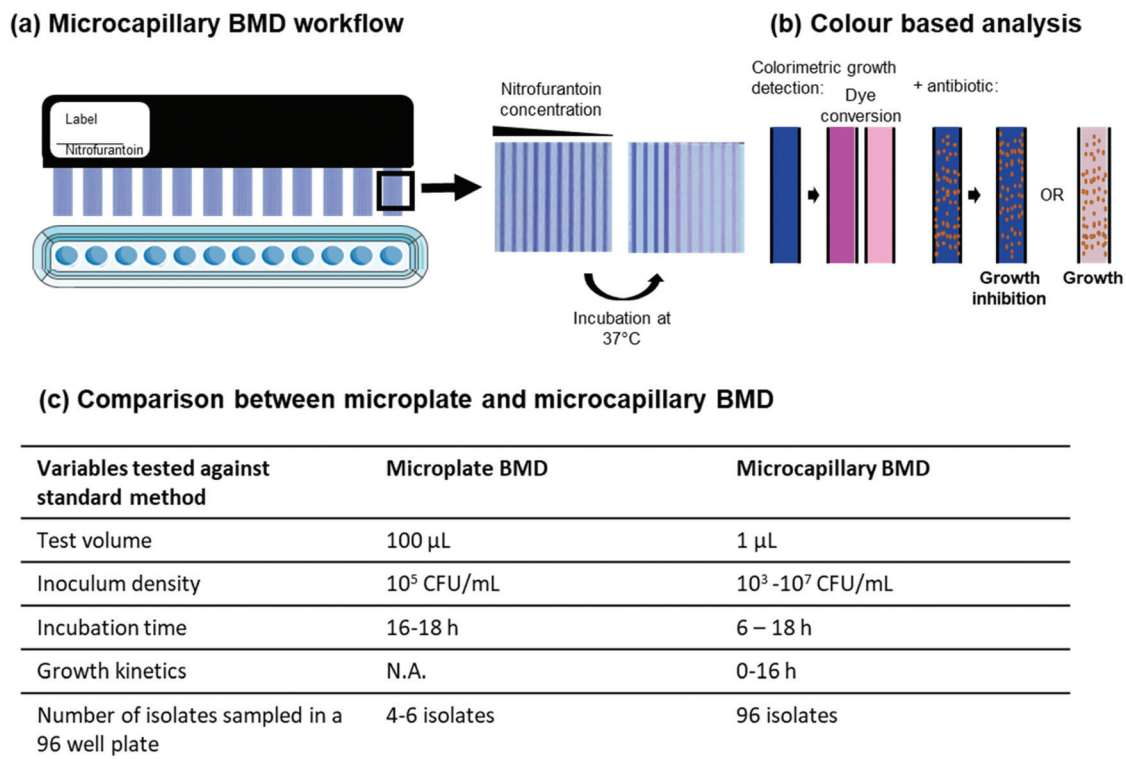 (a) Microcapillary BMD workflow
Label
Nitrofurantoin
Nitrofurantoin
concentration
Incubation at
37°C
(b) Colour based analysis
Colorimetric growth
detection:
Dye
conversion
+ antibiotic:
OR
Growth
inhibition
Growth
(c) Comparison between microplate and microcapillary BMD
Variables tested against
standard method
Microplate BMD
Microcapillary BMD
Test volume
100 µL
1 µL
Inoculum density
10⁵ CFU/mL
10³ -10⁷ CFU/mL
Incubation time
16-18 h
6 – 18 h
Growth kinetics
N.A.
0-16 h
Number of isolates sampled in a
96 well plate
4-6 isolates
96 isolates